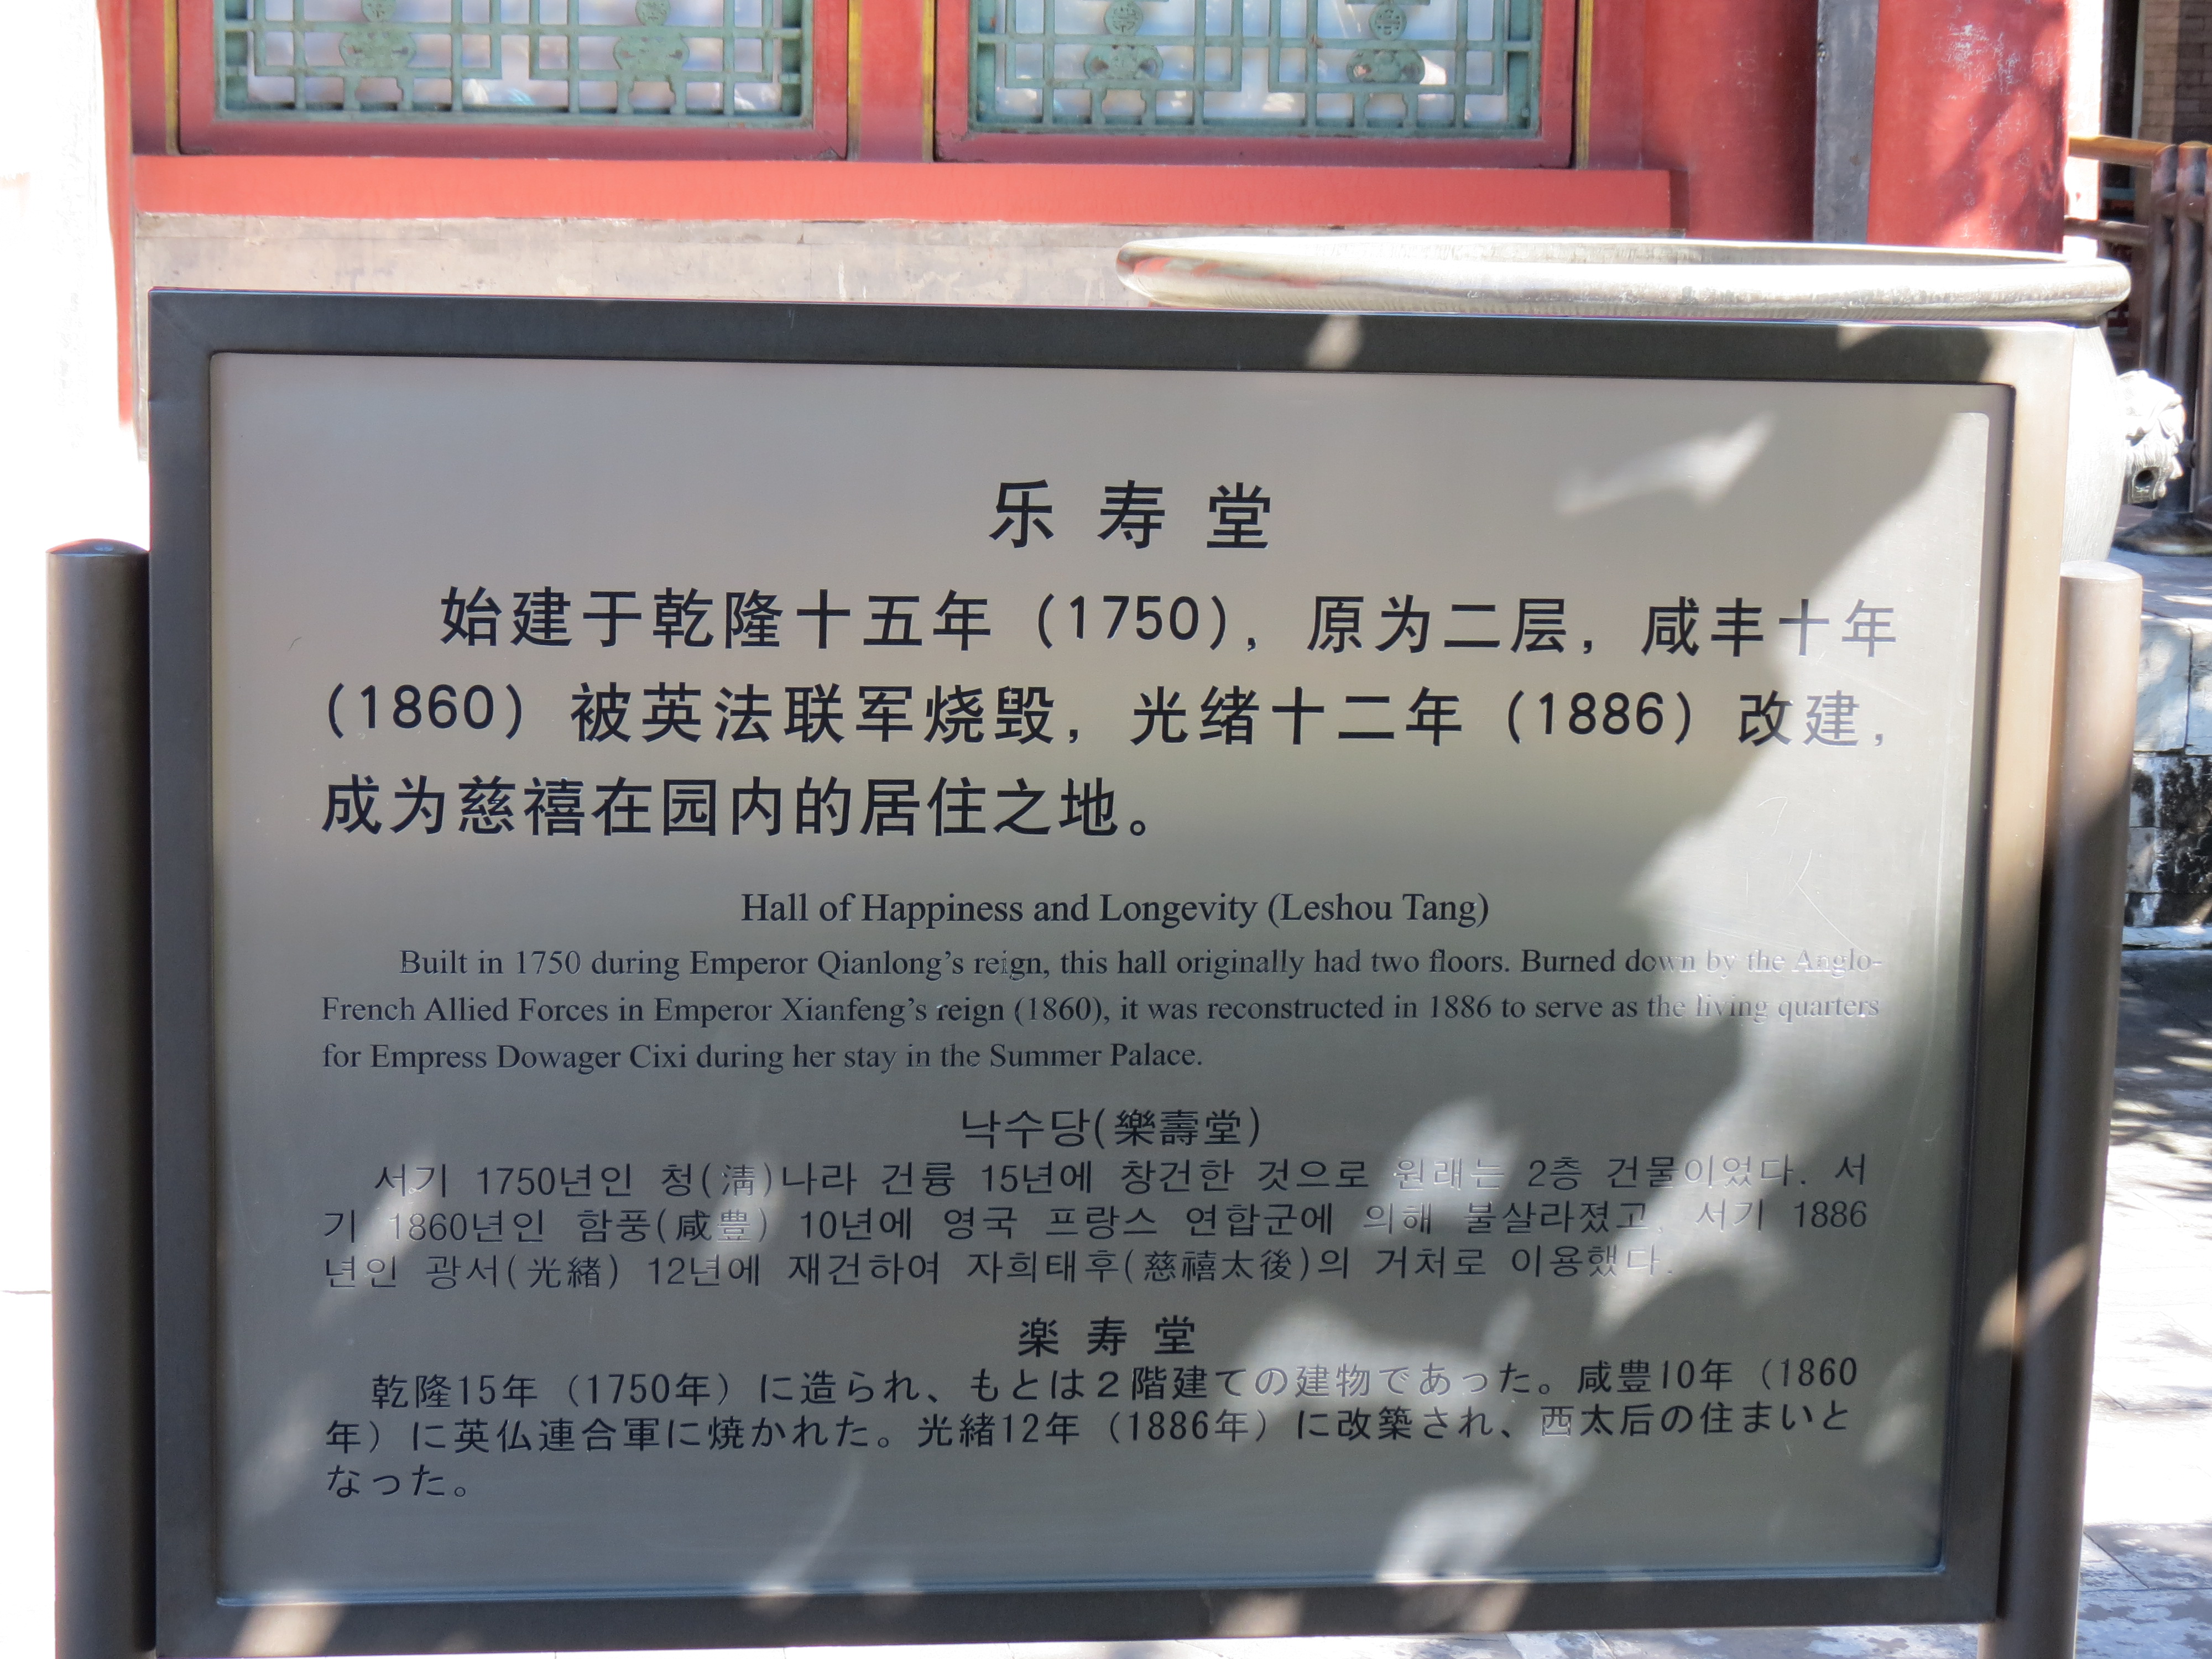 乐寿堂
始建于乾隆十五年（1750），原为二层，咸丰十年
（1860）被英法联军烧毁，光绪十二年（1886）改建，
成为慈禧在园内的居住之地。
Hall of Happiness and Longevity (Leshou Tang)
Built in 1750 during Emperor Qianlong's reign, this hall originally had two floors. Burned down by the Anglo-
French Allied Forces in Emperor Xianfeng's reign (1860), it was reconstructed in 1886 to serve as the living quarters
for Empress Dowager Cixi during her stay in the Summer Palace.
낙수당(樂壽堂)
서기 1750년인 청(淸)나라 건륭 15년에 창건한 것으로 원래는 2층 건물이었다. 서
기 1860년인 함풍(咸豊) 10년에 영국 프랑스 연합군에 의해 불살라졌고, 서기 1886
년인 광서(光緖) 12년에 재건하여 자희태후(慈禧太後)의 거처로 이용했다.
楽寿堂
乾隆15年（1750年）に造られ、もとは２階建ての建物であった。咸豊10年（1860
年）に英仏連合軍に焼かれた。光緒12年（1886年）に改築され、西太后の住まいと
なった。